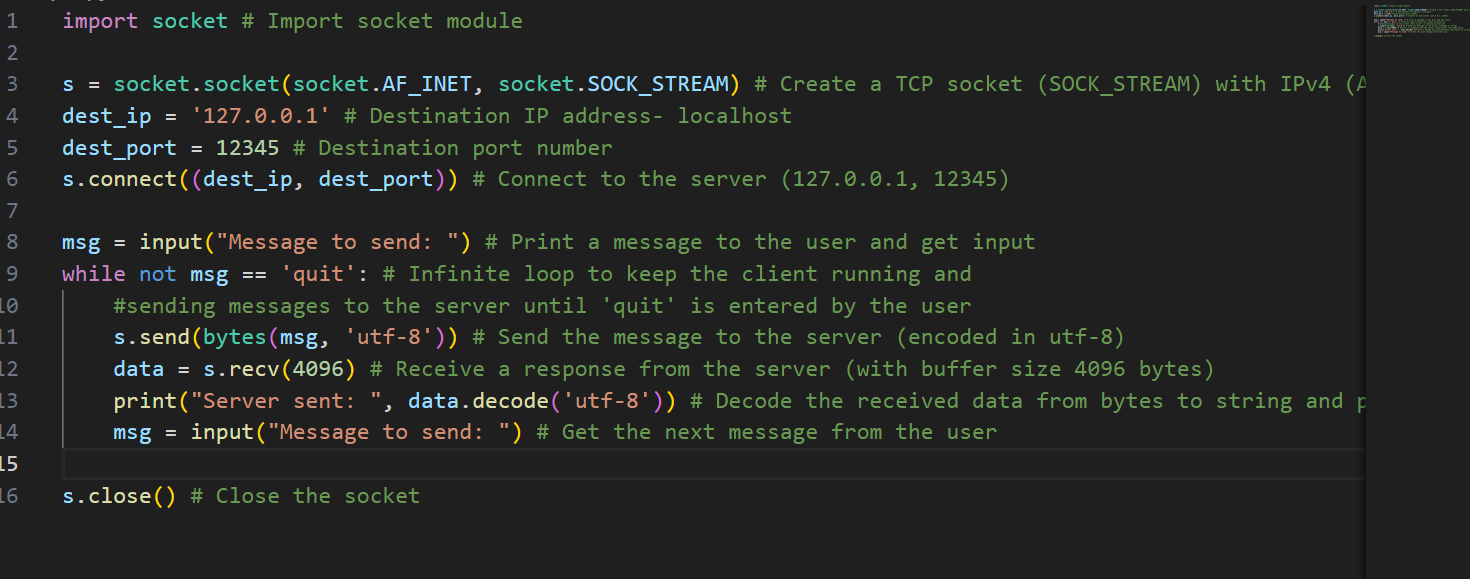 1 import socket # Import socket module
2
3 s = socket.socket(socket.AF_INET, socket.SOCK_STREAM) # Create a TCP socket (SOCK_STREAM) with IPv4 (A
4 dest_ip = '127.0.0.1' # Destination IP address- localhost
5 dest_port = 12345 # Destination port number
6 s.connect((dest_ip, dest_port)) # Connect to the server (127.0.0.1, 12345)
7
8 msg = input("Message to send: ") # Print a message to the user and get input
9 while not msg == 'quit': # Infinite loop to keep the client running and
10 #sending messages to the server until 'quit' is entered by the user
11 s.send(bytes(msg, 'utf-8')) # Send the message to the server (encoded in utf-8)
12 data = s.recv(4096) # Receive a response from the server (with buffer size 4096 bytes)
13 print("Server sent: ", data.decode('utf-8')) # Decode the received data from bytes to string and p
14 msg = input("Message to send: ") # Get the next message from the user
15
16 s.close() # Close the socket